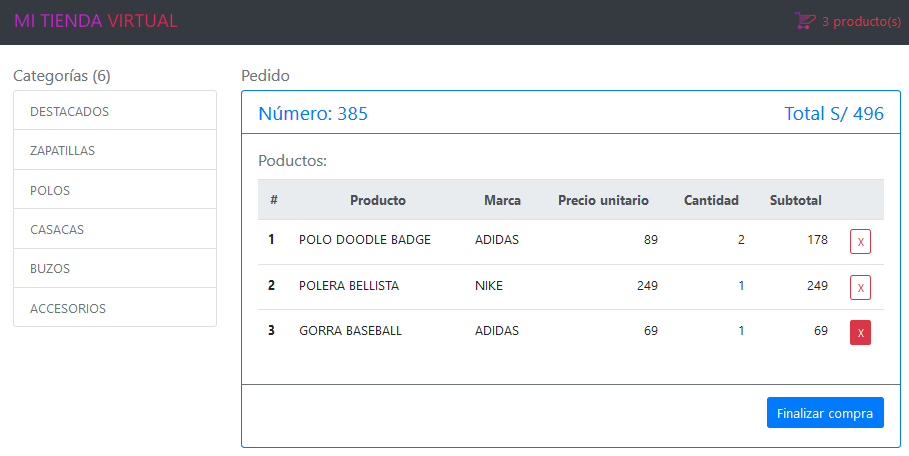 MI TIENDA VIRTUAL 3 producto(s)
Categorías (6)
DESTACADOS
ZAPATILLAS
POLOS
CASACAS
BUZOS
ACCESORIOS
Pedido
Número: 385 Total S/ 496
Poductos:
# Producto Marca Precio unitario Cantidad Subtotal
1 POLO DOODLE BADGE ADIDAS 89 2 178 X
2 POLERA BELLISTA NIKE 249 1 249 X
3 GORRA BASEBALL ADIDAS 69 1 69 X
Finalizar compra